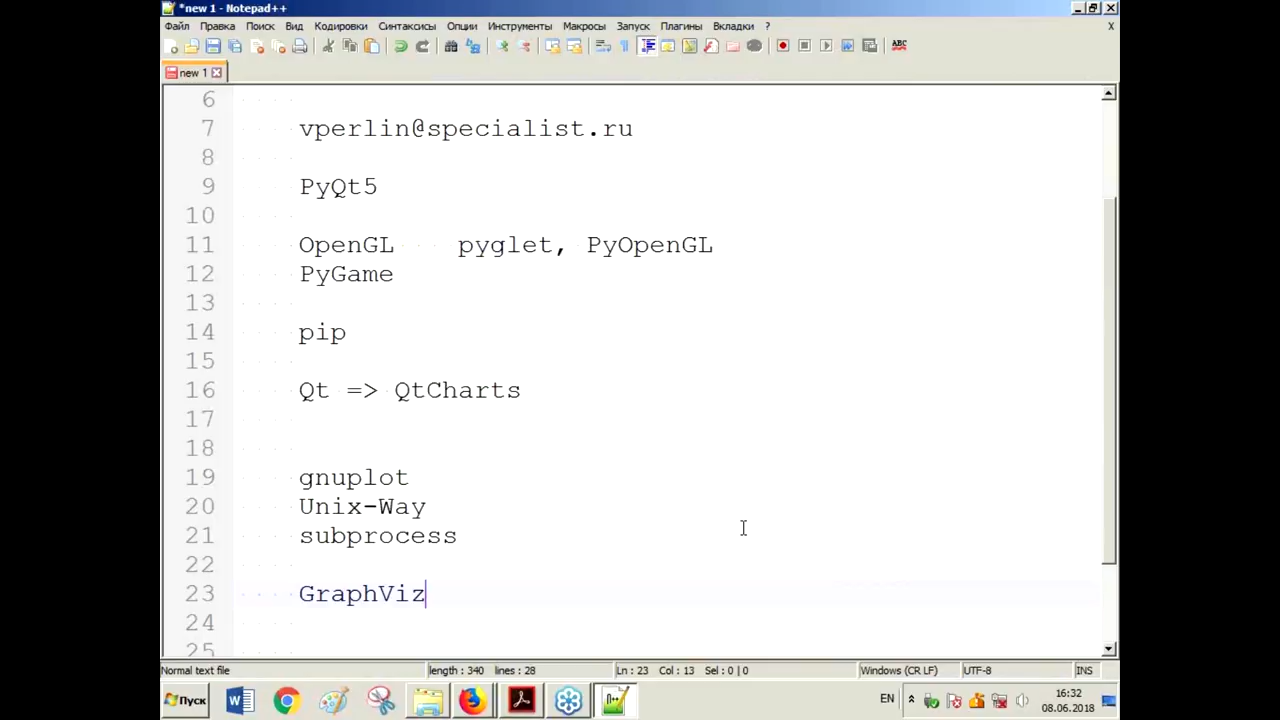 *new 1 - Notepad++
Файл Правка Поиск Вид Кодировки Синтаксисы Опции Инструменты Макросы Запуск Плагины Вкладки ? X
ABC
new 1
6
7 vperlin@specialist.ru
8
9 PyQt5
10
11 OpenGL pyglet, PyOpenGL
12 PyGame
13
14 pip
15
16 Qt => QtCharts
17
18
19 gnuplot
20 Unix-Way
21 subprocess
22
23 GraphViz
24
25
Normal text file length : 340 lines : 28 Ln : 23 Col : 13 Sel : 0 | 0 Windows (CR LF) UTF-8 INS
Пуск EN 16:32
08.06.2018